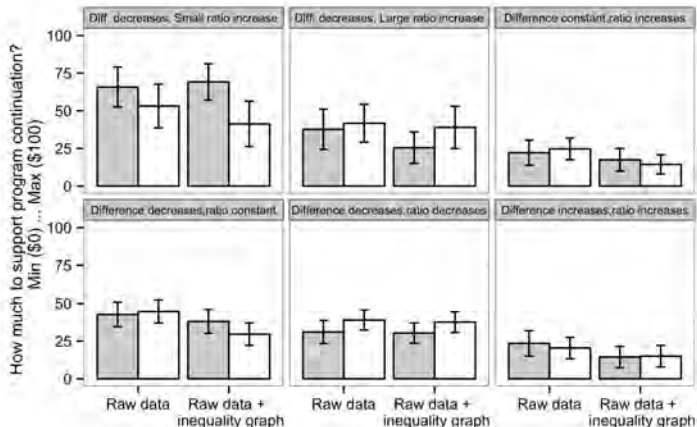 How much to support program continuation?
Min ($0) ... Max ($100)
Diff. decreases, Small ratio increase
Diff. decreases, Large ratio increase
Difference constant,ratio increases
100
75
50
25
0
Difference decreases,ratio constant.
Difference decreases,ratio decreases
Difference increases,ratio increases
100
75
50
25
0
Raw data
Raw data +
inequality graph
Raw data
Raw data +
inequality graph
Raw data
Raw data +
inequality graph